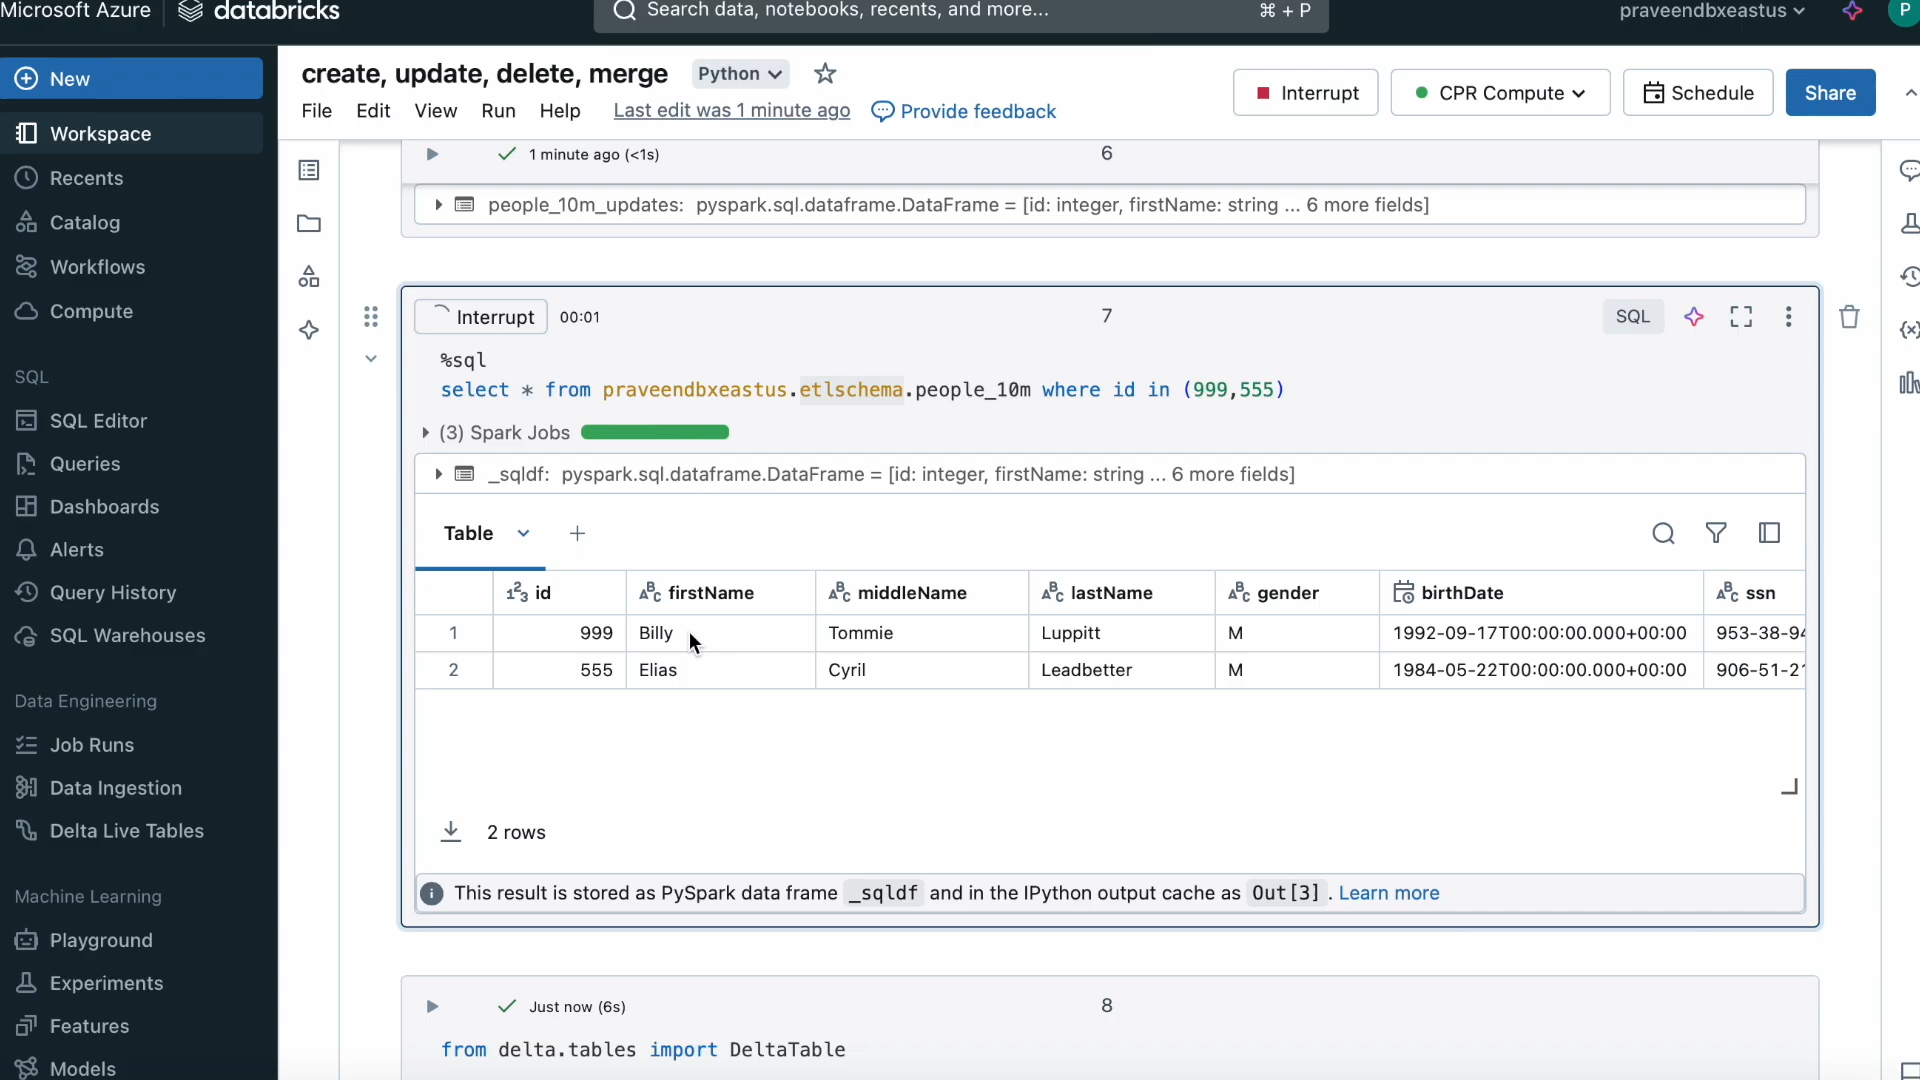 Microsoft Azure
databricks
Search data, notebooks, recents, and more...
⌘ + P
praveendbxeastus
P
New
Workspace
Recents
Catalog
Workflows
Compute
SQL
SQL Editor
Queries
Dashboards
Alerts
Query History
SQL Warehouses
Data Engineering
Job Runs
Data Ingestion
Delta Live Tables
Machine Learning
Playground
Experiments
Features
Models
create, update, delete, merge
Python
File Edit View Run Help
Last edit was 1 minute ago
Provide feedback
Interrupt
CPR Compute
Schedule
Share
1 minute ago (<1s)
6
people_10m_updates: pyspark.sql.dataframe.DataFrame = [id: integer, firstName: string ... 6 more fields]
Interrupt 00:01
7
SQL
%sql
select * from praveendbxeastus.etlschema.people_10m where id in (999,555)
(3) Spark Jobs
_sqldf: pyspark.sql.dataframe.DataFrame = [id: integer, firstName: string ... 6 more fields]
Table +
id firstName middleName lastName gender birthDate ssn
1 999 Billy Tommie Luppitt M 1992-09-17T00:00:00.000+00:00 953-38-94
2 555 Elias Cyril Leadbetter M 1984-05-22T00:00:00.000+00:00 906-51-21
2 rows
This result is stored as PySpark data frame _sqldf and in the IPython output cache as Out[3] . Learn more
Just now (6s)
8
from delta.tables import DeltaTable